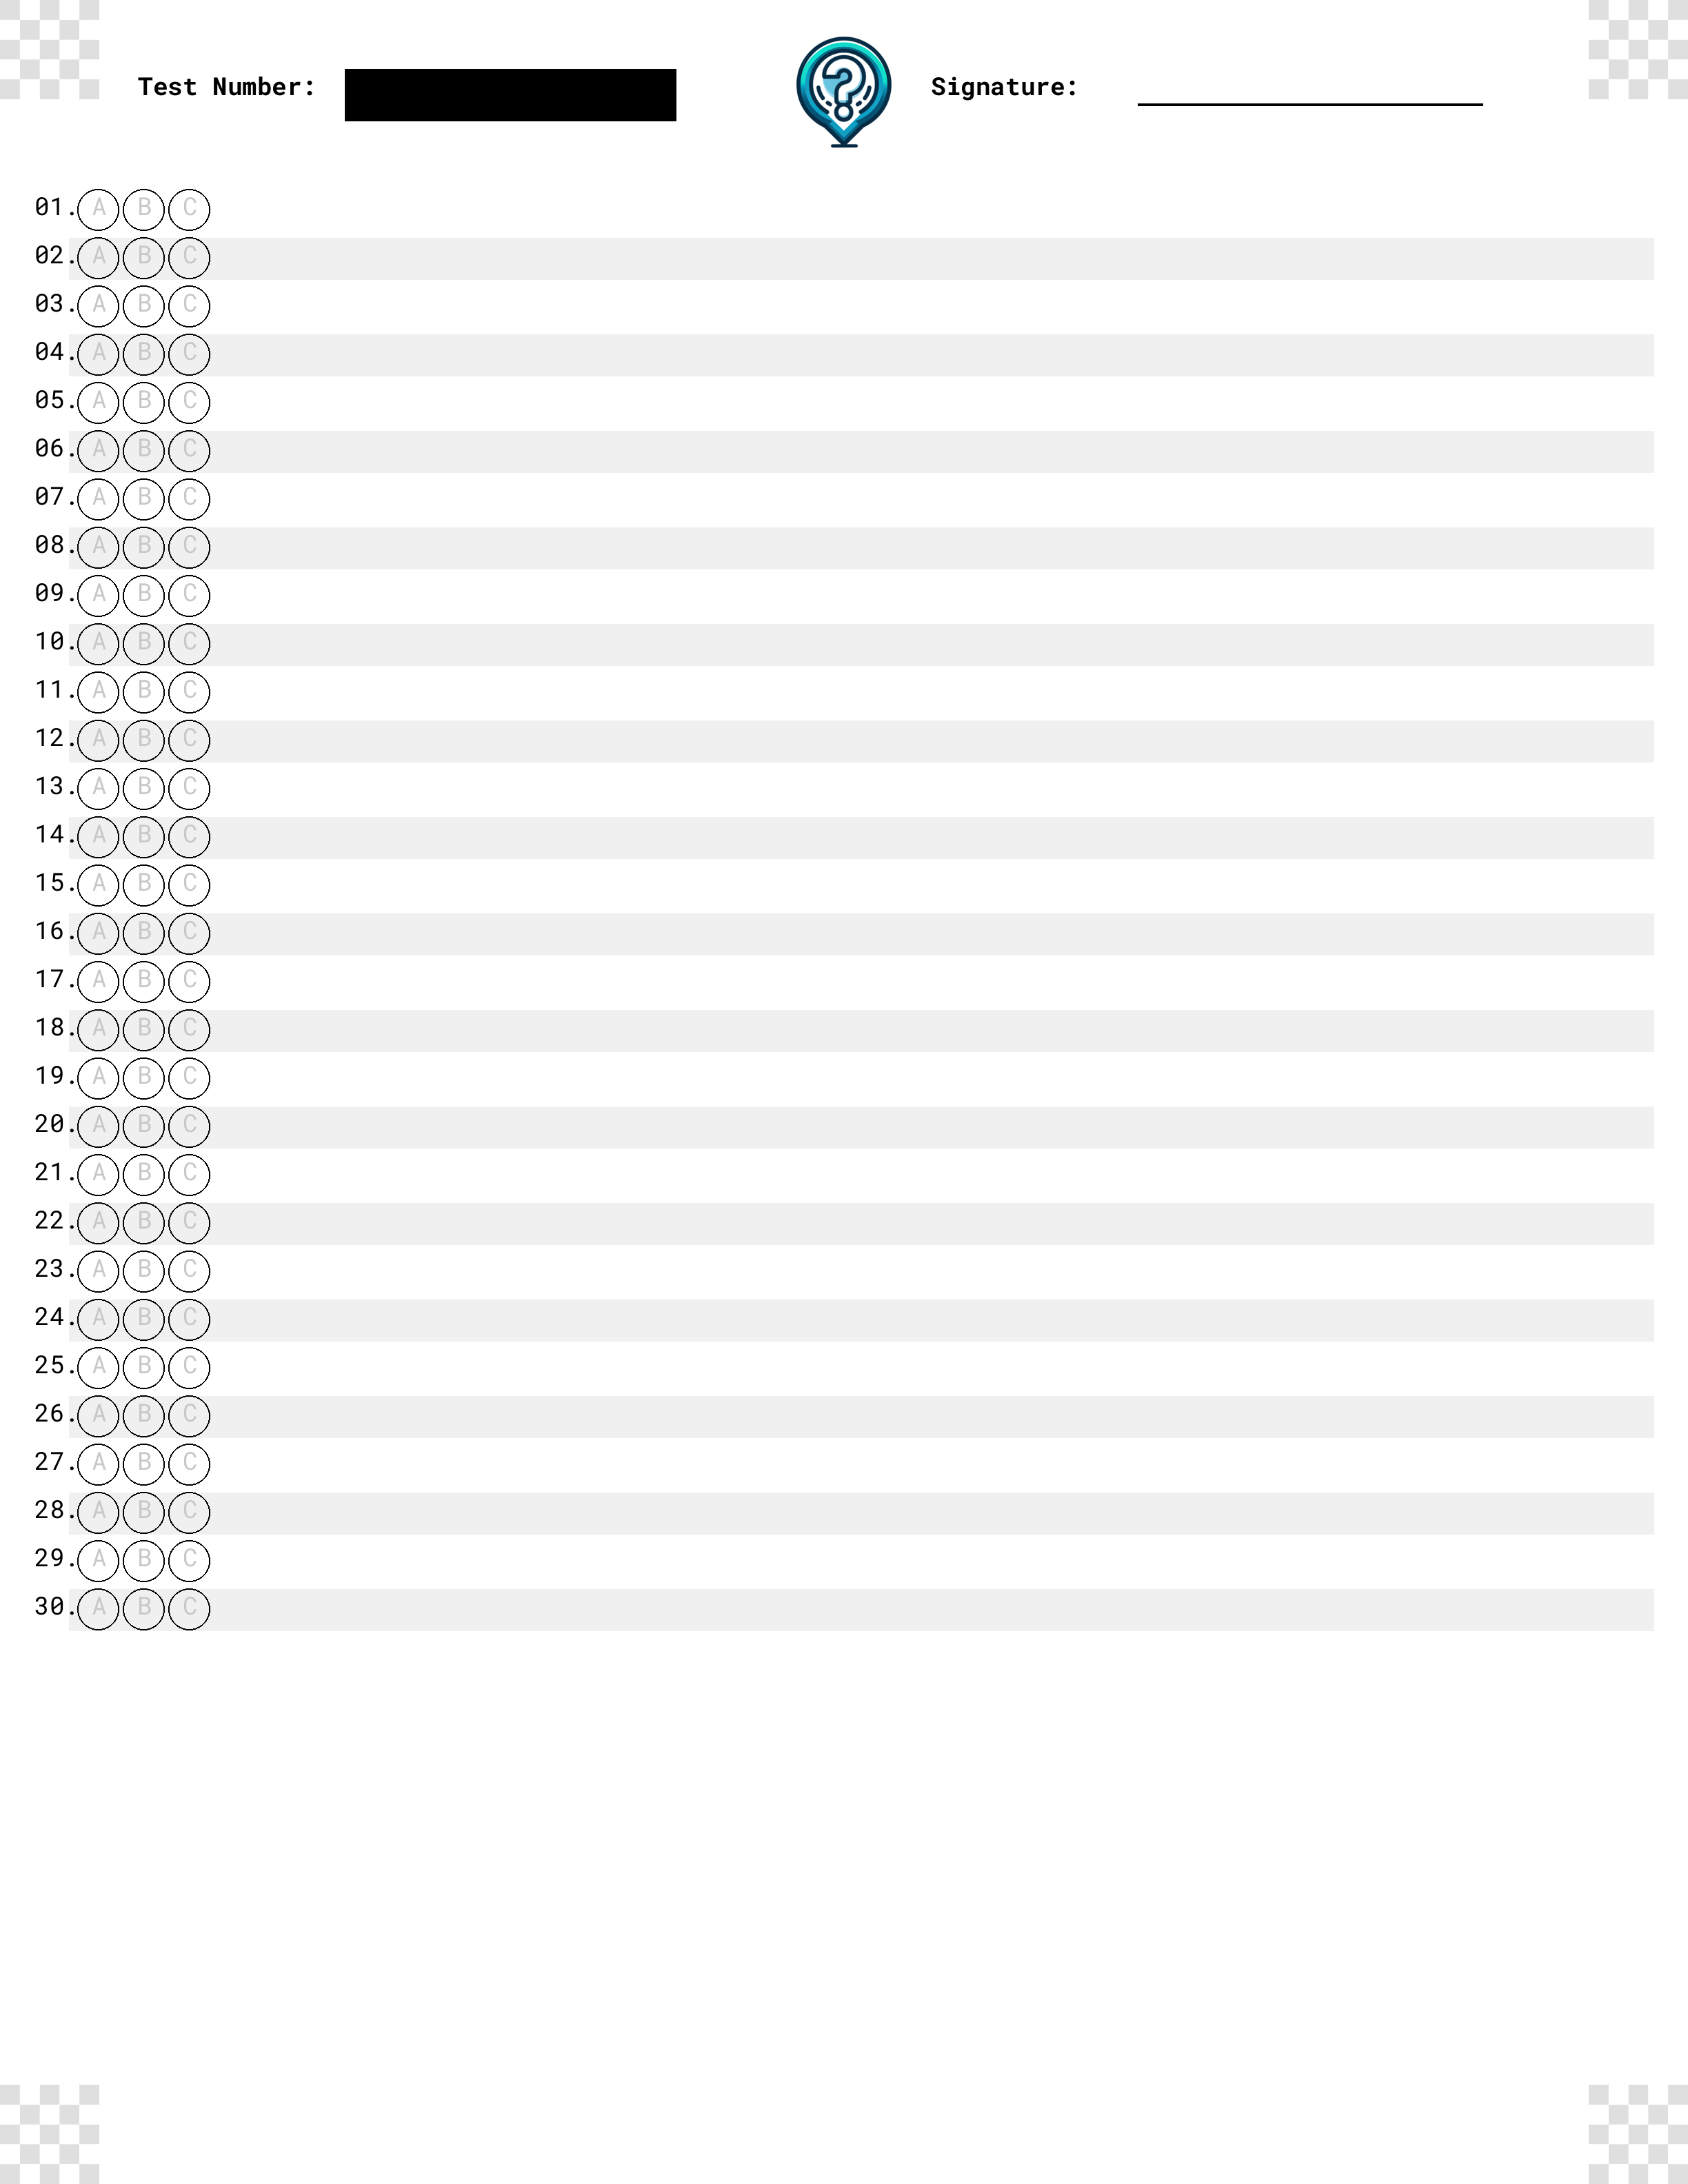 Test Number: Signature:
01. A B C
02. A B C
03. A B C
04. A B C
05. A B C
06. A B C
07. A B C
08. A B C
09. A B C
10. A B C
11. A B C
12. A B C
13. A B C
14. A B C
15. A B C
16. A B C
17. A B C
18. A B C
19. A B C
20. A B C
21. A B C
22. A B C
23. A B C
24. A B C
25. A B C
26. A B C
27. A B C
28. A B C
29. A B C
30. A B C